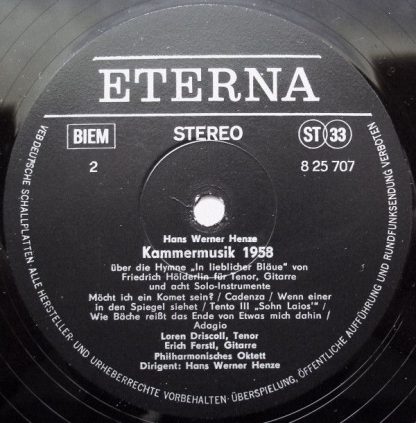 ETERNA
BIEM
STEREO
ST 33
2
8 25 707
Hans Werner Henze
Kammermusik 1958
über die Hymne „In lieblicher Bläue" von
Friedrich Hölderlin für Tenor, Gitarre
und acht Solo-Instrumente
Möcht ich ein Komet sein? / Cadenza / Wenn einer
in den Spiegel siehet / Tento III „Sohn Laios'" /
Wie Bäche reißt das Ende von Etwas mich dahin /
Adagio
Loren Driscoll, Tenor
Erich Ferstl, Gitarre
Philharmonisches Oktett
Dirigent: Hans Werner Henze
VEB DEUTSCHE SCHALLPLATTEN · ALLE HERSTELLER- UND URHEBERRECHTE VORBEHALTEN · ÜBERSPIELUNG, ÖFFENTLICHE AUFFÜHRUNG UND RUNDFUNKSENDUNG VERBOTEN